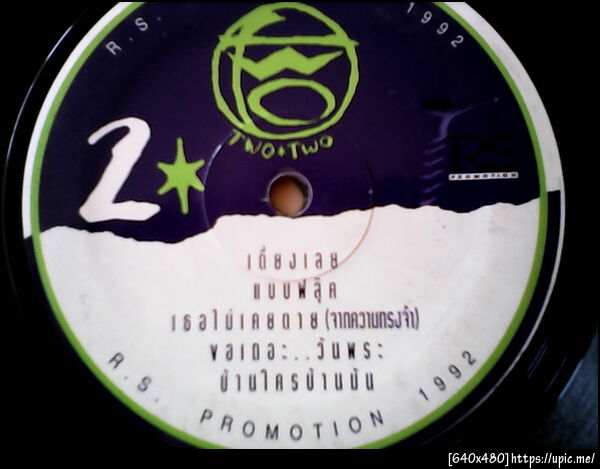 R.S. 1992
TWO+TWO
2*
RS
PROMOTION
เดี่ยงเลย
แบบฟลุ๊ค
เธอไม่เคยตาย (จากความทรงจำ)
ขอเถอะ..วันพระ
บ้านใครบ้านมัน
R.S. PROMOTION 1992
[640x480]https://upic.me/